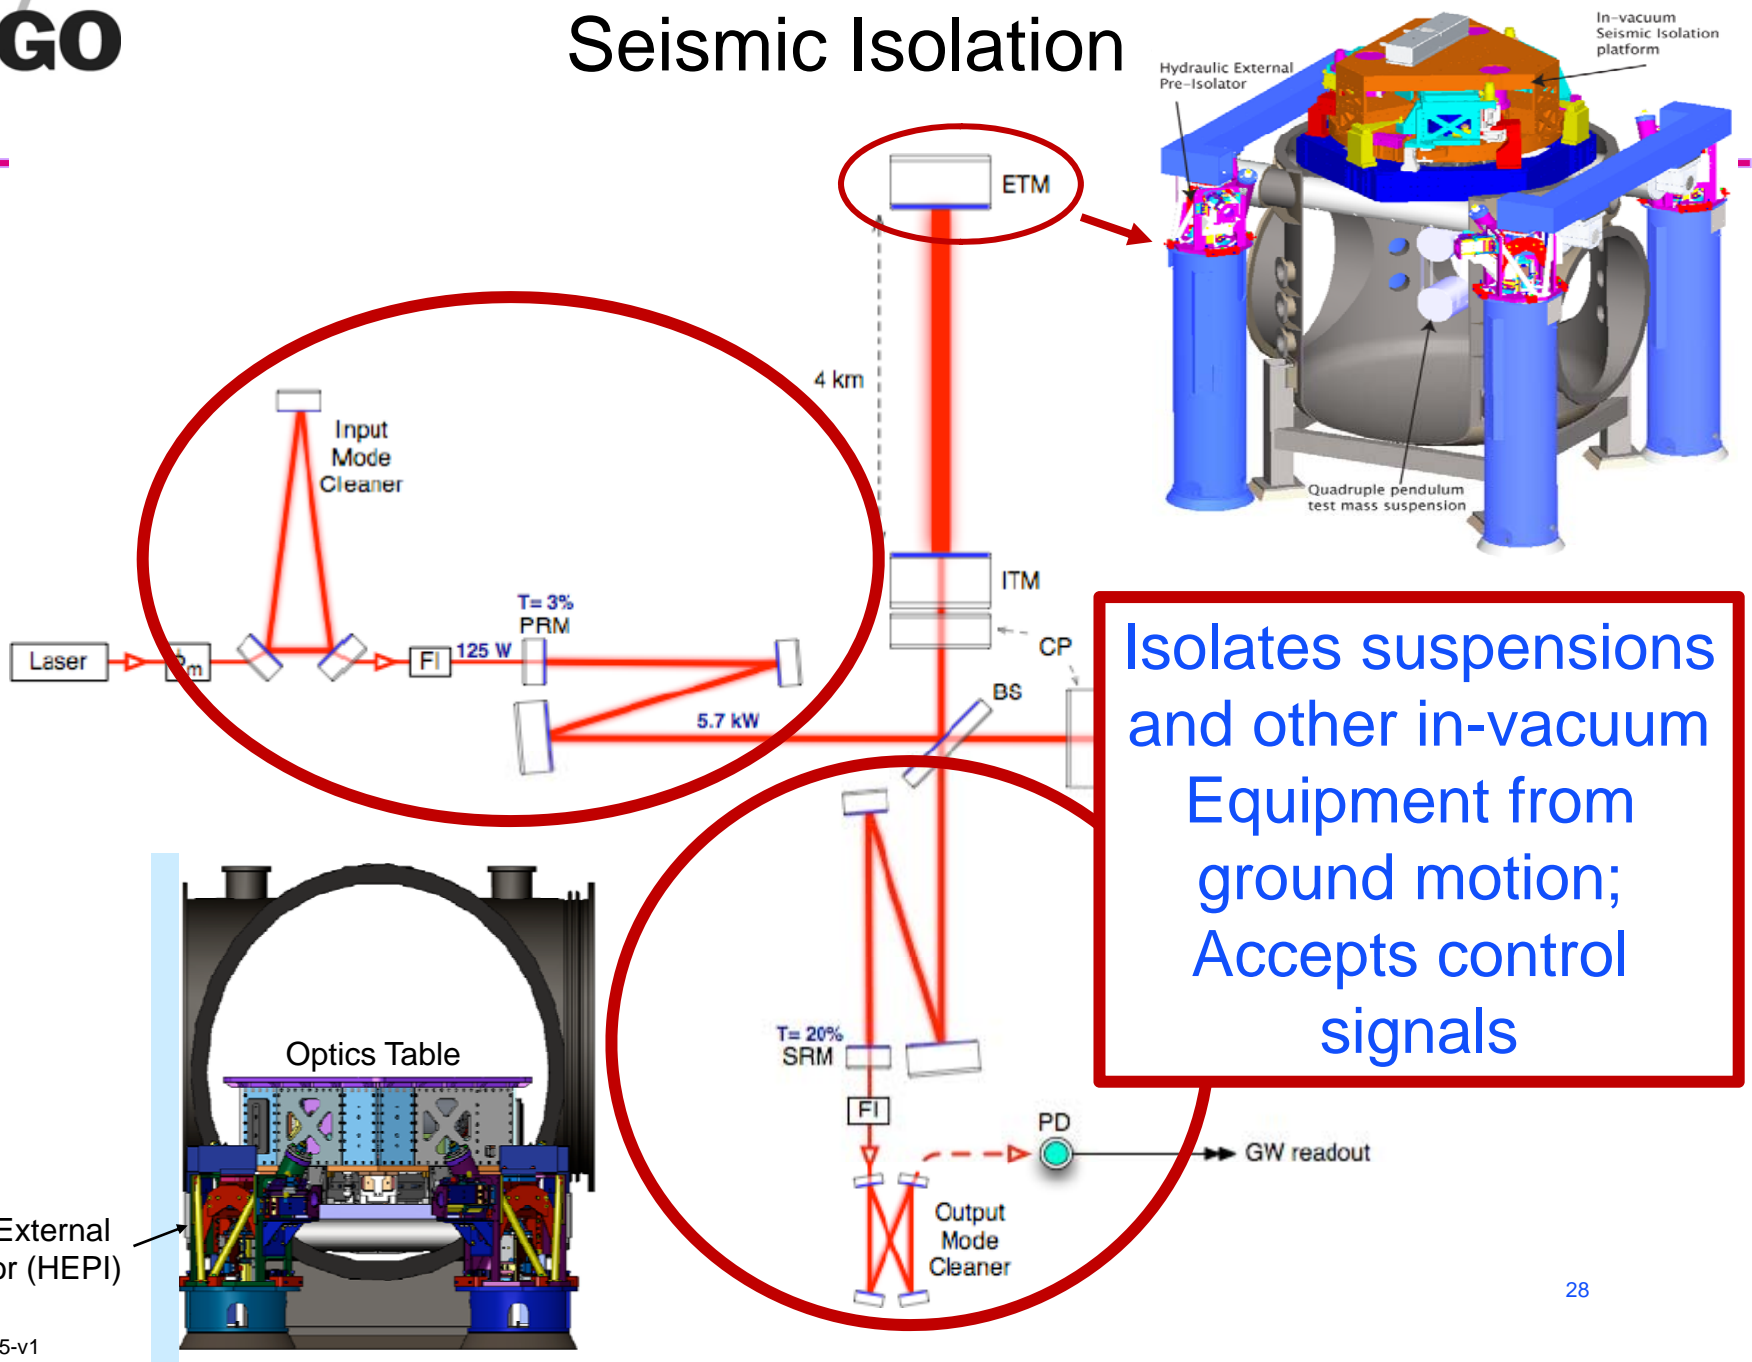 GO
Seismic Isolation
In-vacuum
Seismic Isolation
platform
Hydraulic External
Pre-Isolator
ETM
4 km
Input
Mode
Cleaner
Quadruple pendulum
test mass suspension
ITM
T= 3%
PRM
CP
Laser
m
FI
125 W
BS
5.7 kW
Isolates suspensions
and other in-vacuum
Equipment from
ground motion;
Accepts control
signals
T= 20%
SRM
Optics Table
FI
PD
GW readout
Output
Mode
Cleaner
External
or (HEPI)
28
5-v1